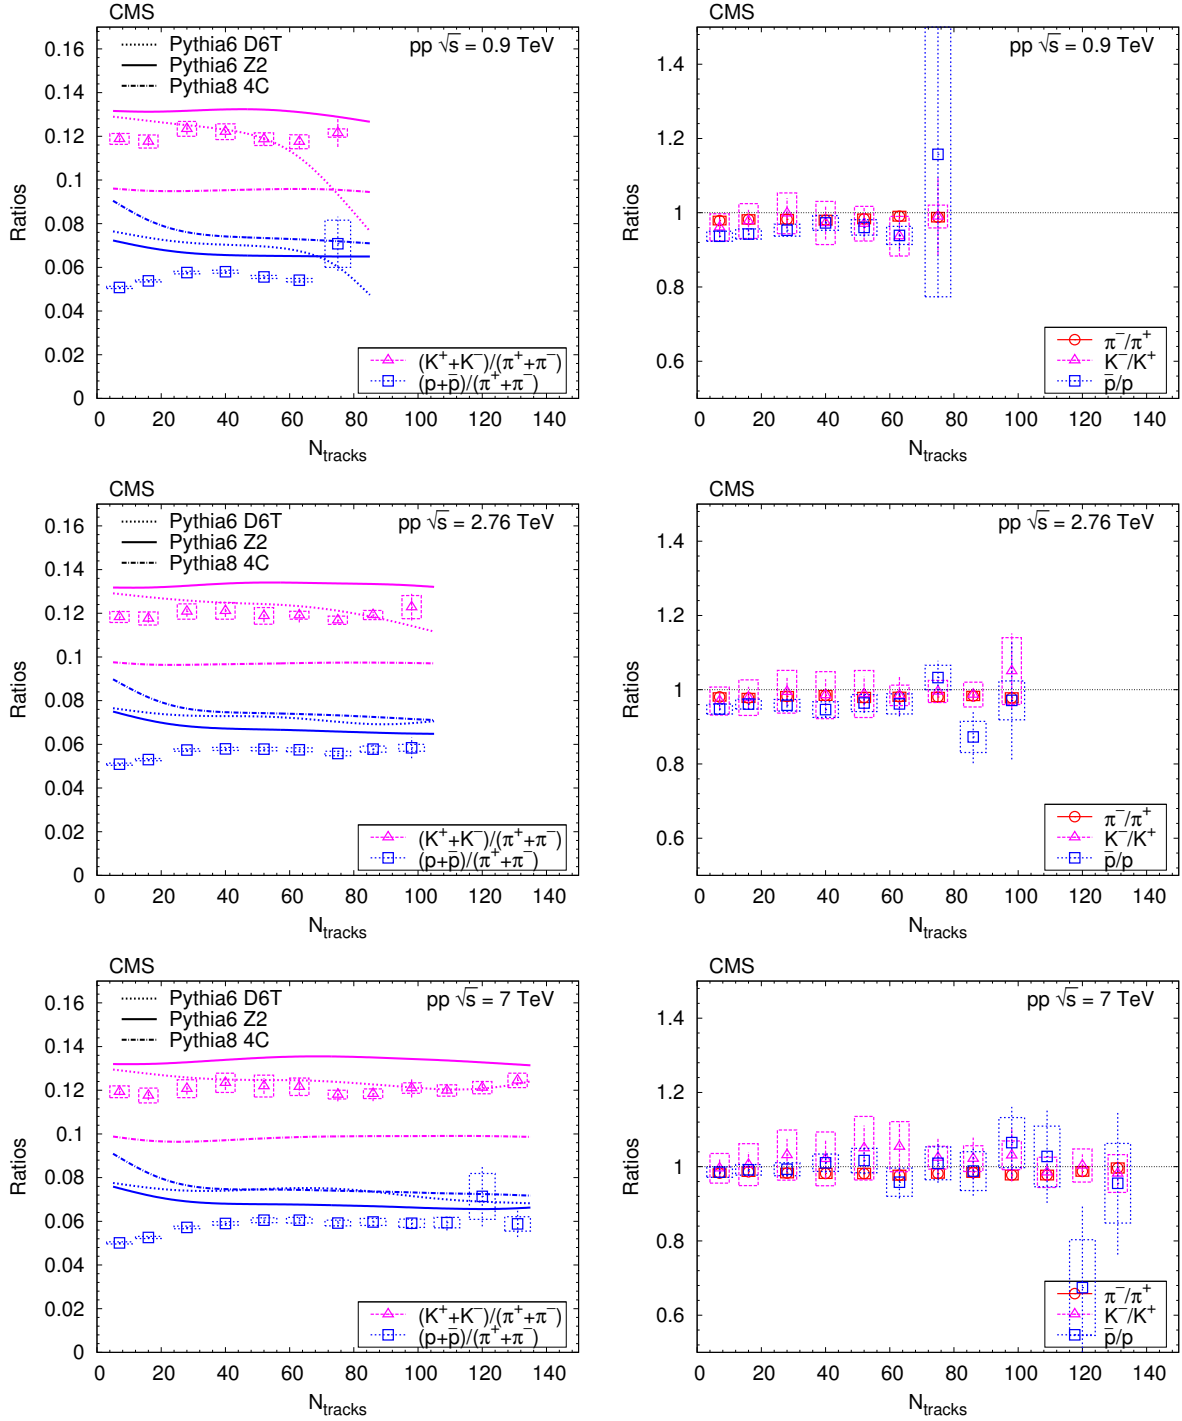 CMS
pp √s = 0.9 TeV
Pythia6 D6T
Pythia6 Z2
Pythia8 4C
Ratios
0.16
0.14
0.12
0.1
0.08
0.06
0.04
0.02
0
(K⁺+K⁻)/(π⁺+π⁻)
(p+p̅)/(π⁺+π⁻)
0 20 40 60 80 100 120 140
N_tracks
CMS
pp √s = 0.9 TeV
Ratios
1.4
1.2
1
0.8
0.6
π⁻/π⁺
K⁻/K⁺
p̅/p
0 20 40 60 80 100 120 140
N_tracks
CMS
pp √s = 2.76 TeV
Pythia6 D6T
Pythia6 Z2
Pythia8 4C
Ratios
0.16
0.14
0.12
0.1
0.08
0.06
0.04
0.02
0
(K⁺+K⁻)/(π⁺+π⁻)
(p+p̅)/(π⁺+π⁻)
0 20 40 60 80 100 120 140
N_tracks
CMS
pp √s = 2.76 TeV
Ratios
1.4
1.2
1
0.8
0.6
π⁻/π⁺
K⁻/K⁺
p̅/p
0 20 40 60 80 100 120 140
N_tracks
CMS
pp √s = 7 TeV
Pythia6 D6T
Pythia6 Z2
Pythia8 4C
Ratios
0.16
0.14
0.12
0.1
0.08
0.06
0.04
0.02
0
(K⁺+K⁻)/(π⁺+π⁻)
(p+p̅)/(π⁺+π⁻)
0 20 40 60 80 100 120 140
N_tracks
CMS
pp √s = 7 TeV
Ratios
1.4
1.2
1
0.8
0.6
π⁻/π⁺
K⁻/K⁺
p̅/p
0 20 40 60 80 100 120 140
N_tracks